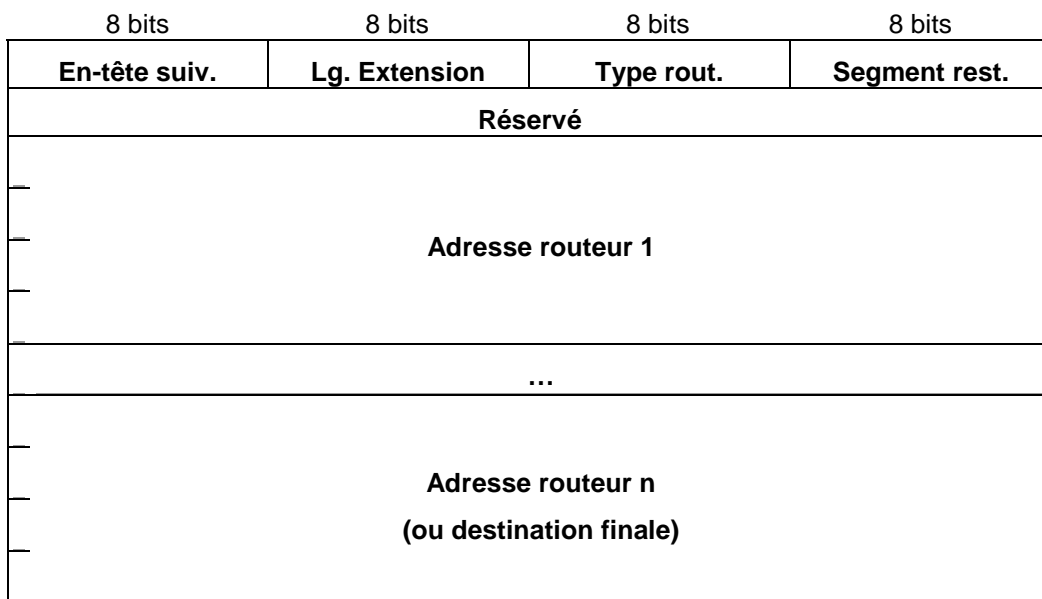 8 bits 8 bits 8 bits 8 bits
En-tête suiv. Lg. Extension Type rout. Segment rest.
Réservé
Adresse routeur 1
...
Adresse routeur n
(ou destination finale)